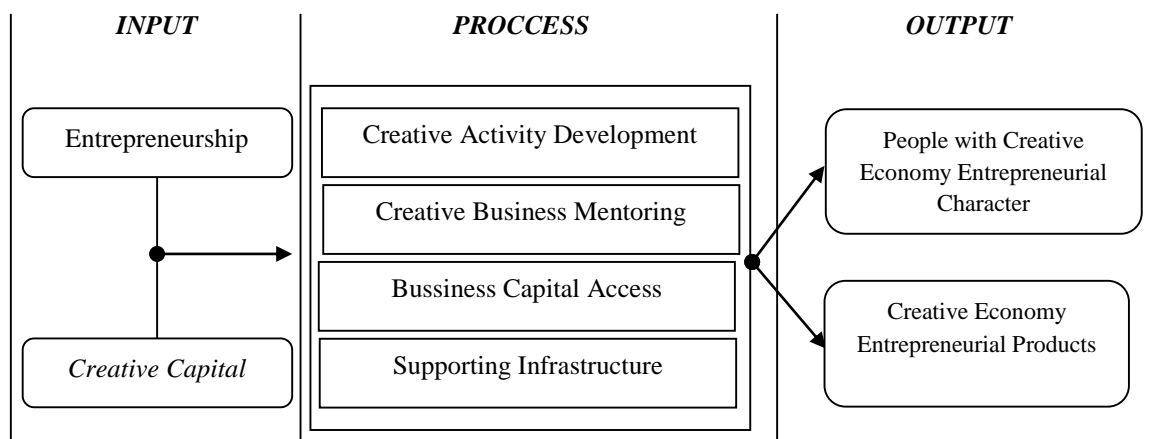 INPUT
PROCCESS
OUTPUT
Entrepreneurship
Creative Capital
Creative Activity Development
Creative Business Mentoring
Bussiness Capital Access
Supporting Infrastructure
People with Creative
Economy Entrepreneurial
Character
Creative Economy
Entrepreneurial Products